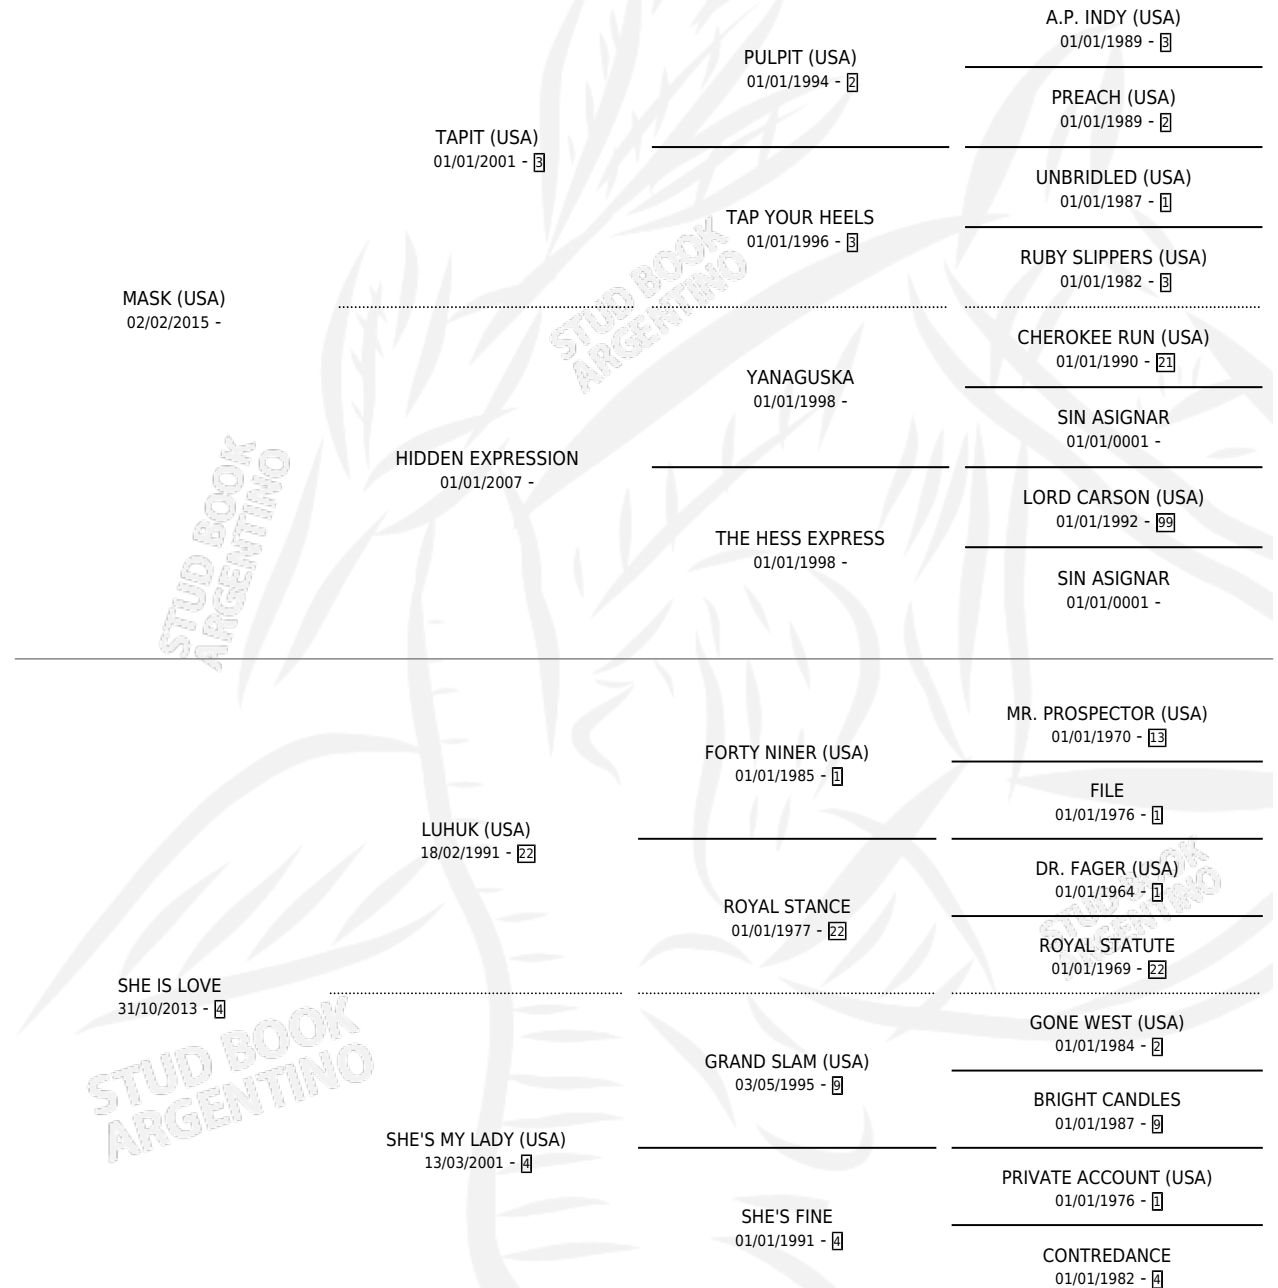 A.P. INDY (USA)
01/01/1989 - 3
PULPIT (USA)
01/01/1994 - 2
PREACH (USA)
01/01/1989 - 2
TAPIT (USA)
01/01/2001 - 3
UNBRIDLED (USA)
01/01/1987 - 1
TAP YOUR HEELS
01/01/1996 - 3
RUBY SLIPPERS (USA)
01/01/1982 - 3
MASK (USA)
02/02/2015 -
CHEROKEE RUN (USA)
01/01/1990 - 21
YANAGUSKA
01/01/1998 -
SIN ASIGNAR
01/01/0001 -
HIDDEN EXPRESSION
01/01/2007 -
LORD CARSON (USA)
01/01/1992 - 99
THE HESS EXPRESS
01/01/1998 -
SIN ASIGNAR
01/01/0001 -
MR. PROSPECTOR (USA)
01/01/1970 - 13
FORTY NINER (USA)
01/01/1985 - 1
FILE
01/01/1976 - 1
LUHUK (USA)
18/02/1991 - 22
DR. FAGER (USA)
01/01/1964 - 1
ROYAL STANCE
01/01/1977 - 22
ROYAL STATUTE
01/01/1969 - 22
SHE IS LOVE
31/10/2013 - 4
GONE WEST (USA)
01/01/1984 - 2
GRAND SLAM (USA)
03/05/1995 - 9
BRIGHT CANDLES
01/01/1987 - 9
SHE'S MY LADY (USA)
13/03/2001 - 4
PRIVATE ACCOUNT (USA)
01/01/1976 - 1
SHE'S FINE
01/01/1991 - 4
CONTREDANCE
01/01/1982 - 4
STUD BOOK
ARGENTINO
STUD BOOK
ARGENTINO
STUD BOOK
ARGENTINO
STUD BOOK
ARGENTINO